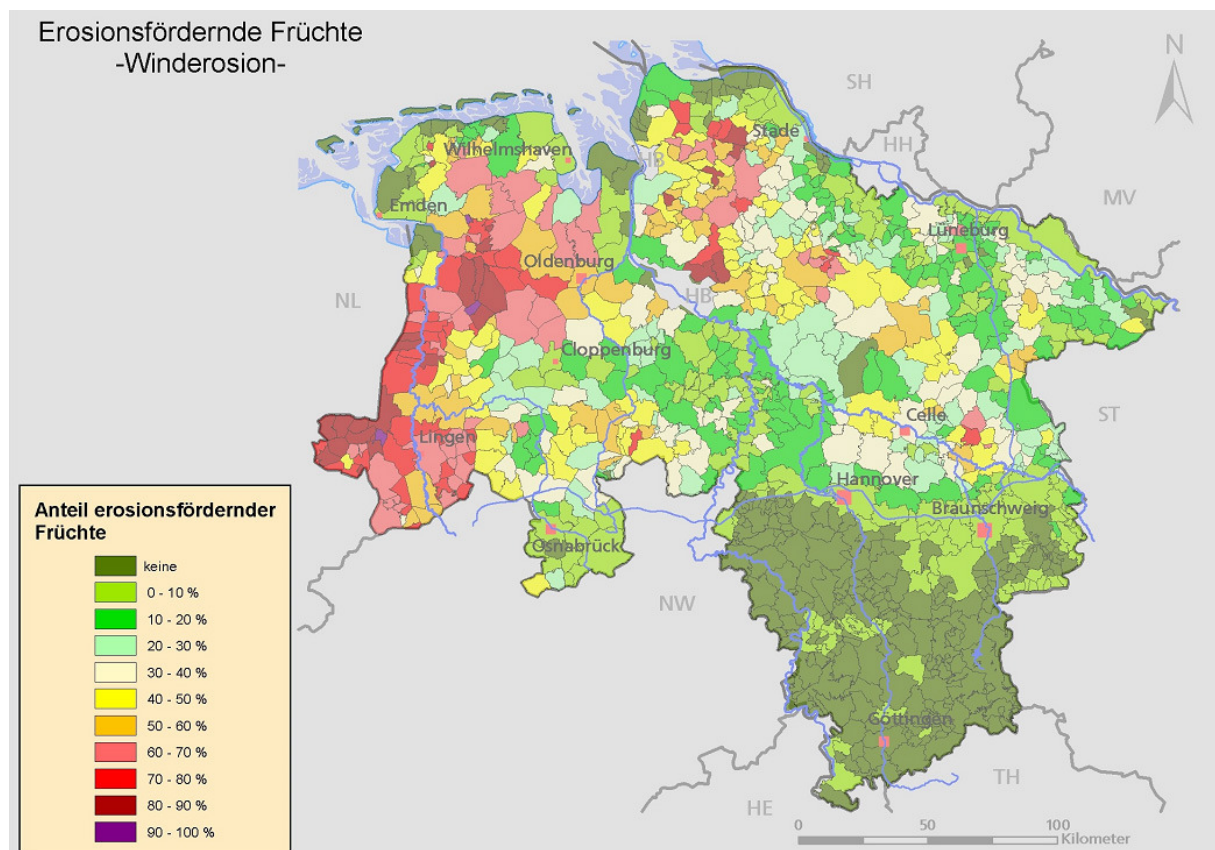 Erosionsfördernde Früchte
-Winderosion-
N
SH
HH
MV
HB
Stade
Wilhelmshaven
Emden
Lüneburg
Oldenburg
HB
NL
Cloppenburg
Celle
ST
Lingen
Hannover
Braunschweig
Osnabrück
NW
Göttingen
TH
HE
Anteil erosionsfördernder
Früchte
keine
0 - 10 %
10 - 20 %
20 - 30 %
30 - 40 %
40 - 50 %
50 - 60 %
60 - 70 %
70 - 80 %
80 - 90 %
90 - 100 %
0 50 100
Kilometer